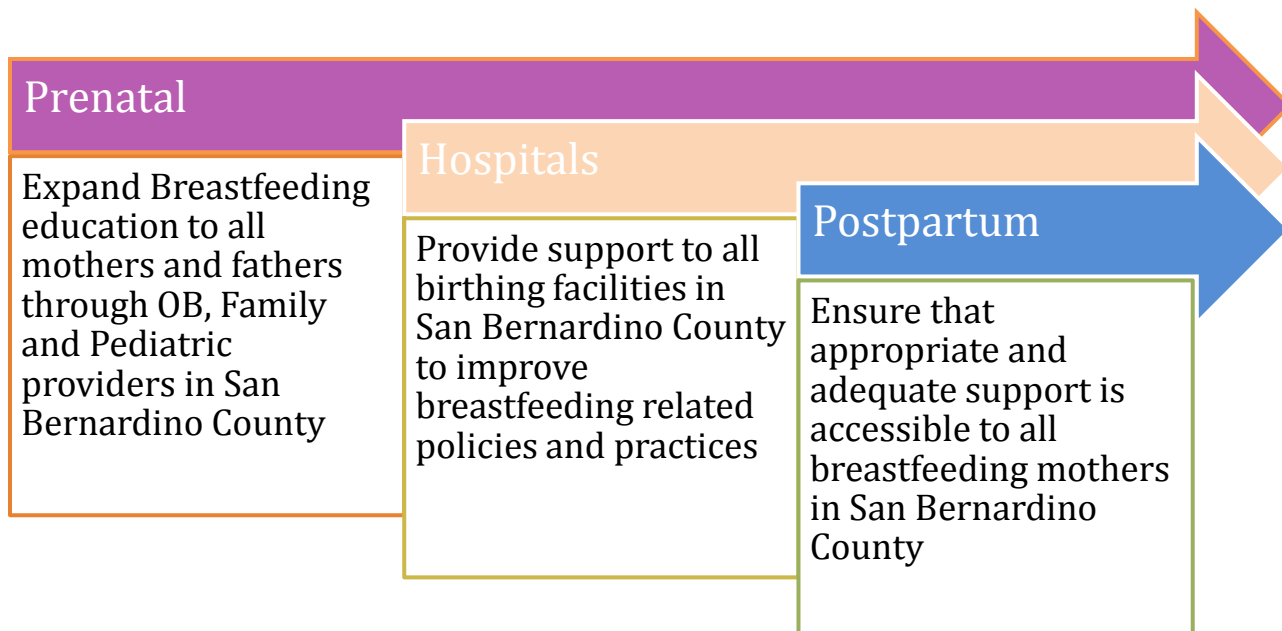 Prenatal
Expand Breastfeeding
education to all
mothers and fathers
through OB, Family
and Pediatric
providers in San
Bernardino County
Hospitals
Provide support to all
birthing facilities in
San Bernardino County
to improve
breastfeeding related
policies and practices
Postpartum
Ensure that
appropriate and
adequate support is
accessible to all
breastfeeding mothers
in San Bernardino
County